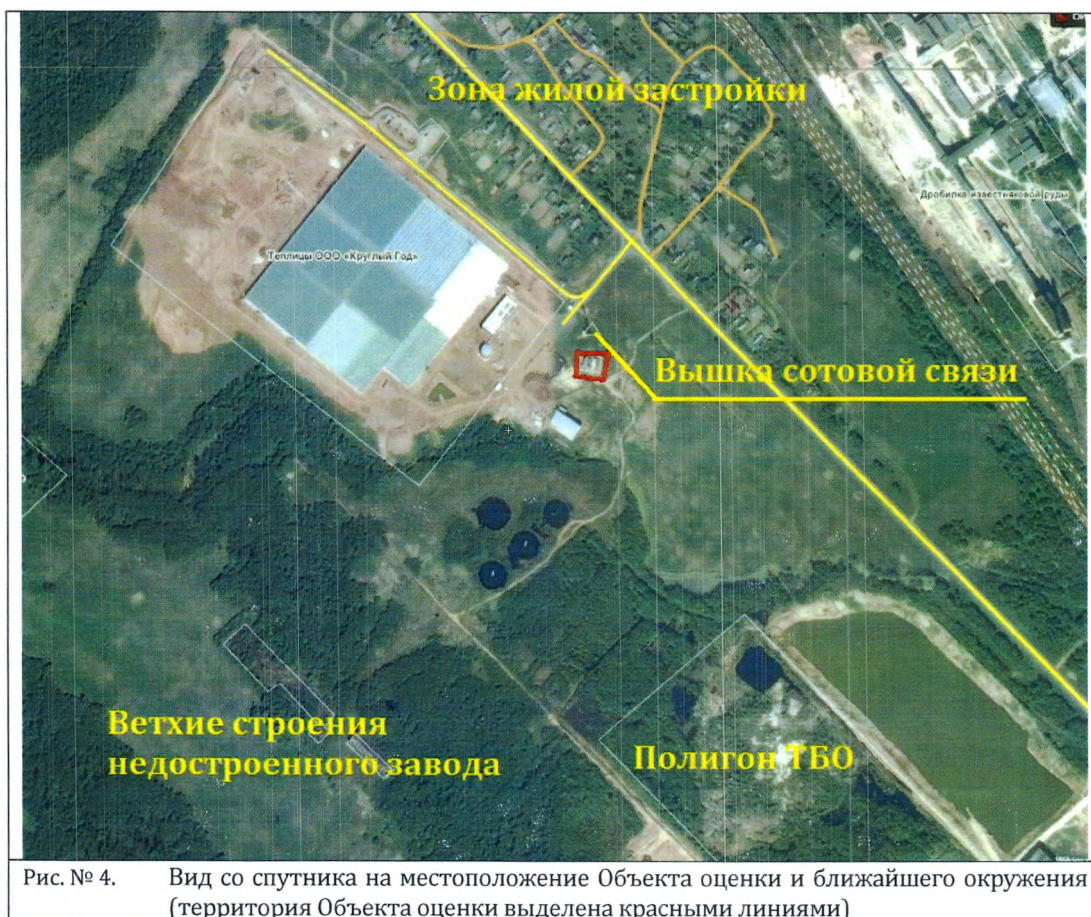 Зона жилой застройки
Дробилка известняковой руды
Теплицы ООО «Круглый Год»
Вышка сотовой связи
Ветхие строения
недостроенного завода
Полигон ТБО
Рис. № 4. Вид со спутника на местоположение Объекта оценки и ближайшего окружения
(территория Объекта оценки выделена красными линиями)